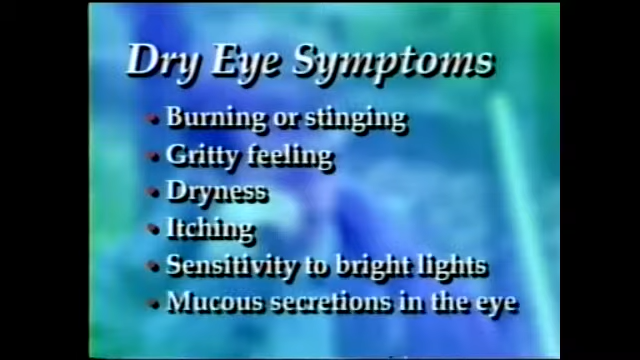 Dry Eye Symptoms
• Burning or stinging
• Gritty feeling
• Dryness
• Itching
• Sensitivity to bright lights
• Mucous secretions in the eye